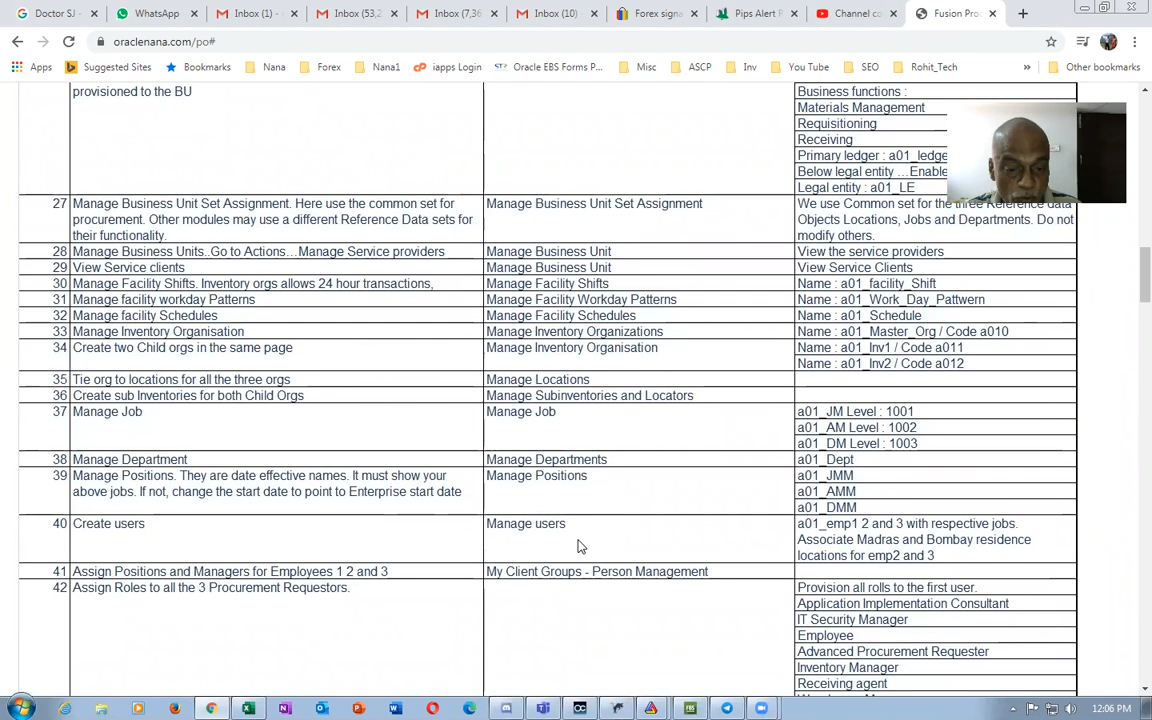 Doctor SJ
WhatsApp
Inbox (1) -
Inbox (53,2
Inbox (7,36
Inbox (10)
Forex signa
Pips Alert F
Channel co
Fusion Pro
oraclenana.com/po#
Apps
Suggested Sites
Bookmarks
Nana
Forex
Nana1
iapps Login
Oracle EBS Forms P...
Misc
ASCP
Inv
You Tube
SEO
Rohit_Tech
»
Other bookmarks
provisioned to the BU
Business functions :
Materials Management
Requisitioning
Receiving
Primary ledger : a01_ledge
Below legal entity ...Enable
Legal entity : a01_LE
27 Manage Business Unit Set Assignment. Here use the common set for procurement. Other modules may use a different Reference Data sets for their functionality.
Manage Business Unit Set Assignment
We use Common set for the three Reference data
Objects Locations, Jobs and Departments. Do not
modify others.
28 Manage Business Units..Go to Actions...Manage Service providers
Manage Business Unit
View the service providers
29 View Service clients
Manage Business Unit
View Service Clients
30 Manage Facility Shifts. Inventory orgs allows 24 hour transactions,
Manage Facility Shifts
Name : a01_facility_Shift
31 Manage facility workday Patterns
Manage Facility Workday Patterns
Name : a01_Work_Day_Pattwern
32 Manage facility Schedules
Manage Facility Schedules
Name : a01_Schedule
33 Manage Inventory Organisation
Manage Inventory Organizations
Name : a01_Master_Org / Code a010
34 Create two Child orgs in the same page
Manage Inventory Organisation
Name : a01_Inv1 / Code a011
Name : a01_Inv2 / Code a012
35 Tie org to locations for all the three orgs
Manage Locations
36 Create sub Inventories for both Child Orgs
Manage Subinventories and Locators
37 Manage Job
Manage Job
a01_JM Level : 1001
a01_AM Level : 1002
a01_DM Level : 1003
38 Manage Department
Manage Departments
a01_Dept
39 Manage Positions. They are date effective names. It must show your
above jobs. If not, change the start date to point to Enterprise start date
Manage Positions
a01_JMM
a01_AMM
a01_DMM
40 Create users
Manage users
a01_emp1 2 and 3 with respective jobs.
Associate Madras and Bombay residence
locations for emp2 and 3
41 Assign Positions and Managers for Employees 1 2 and 3
My Client Groups - Person Management
42 Assign Roles to all the 3 Procurement Requestors.
Provision all rolls to the first user.
Application Implementation Consultant
IT Security Manager
Employee
Advanced Procurement Requester
Inventory Manager
Receiving agent
12:06 PM